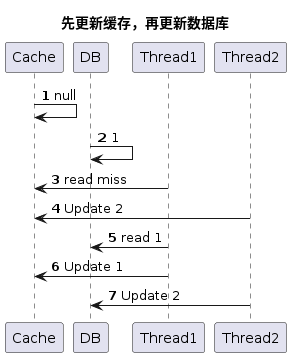 先更新缓存，再更新数据库
Cache DB Thread1 Thread2
1 null
2 1
3 read miss
4 Update 2
5 read 1
6 Update 1
7 Update 2
Cache DB Thread1 Thread2